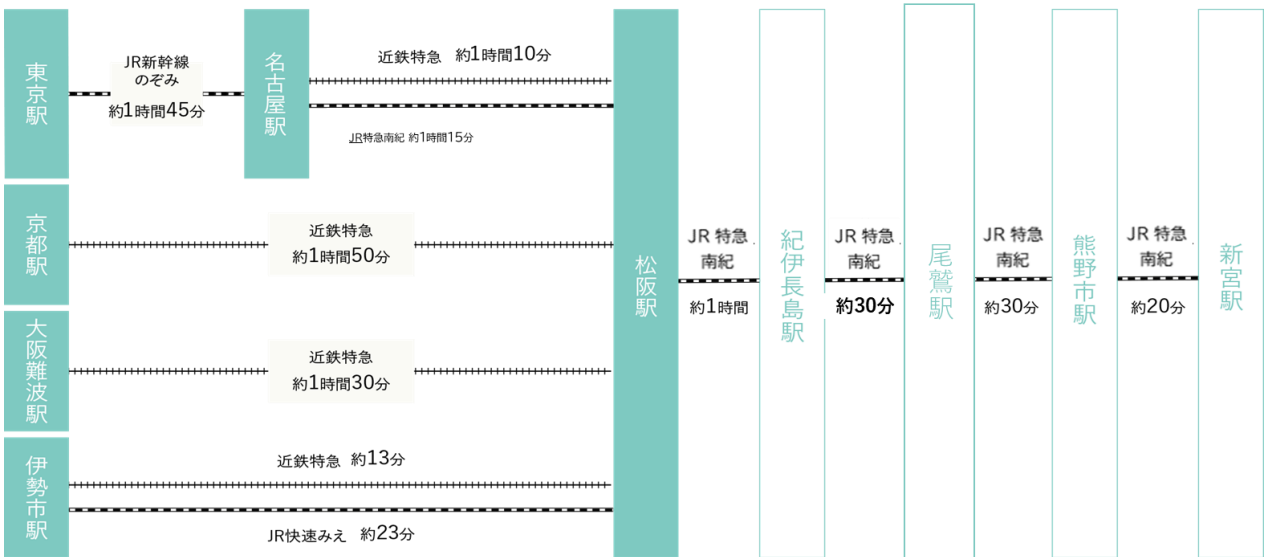 東京駅
JR新幹線
のぞみ
約1時間45分
名古屋駅
近鉄特急 約1時間10分
JR特急南紀 約1時間15分
京都駅
近鉄特急
約1時間50分
大阪難波駅
近鉄特急
約1時間30分
伊勢市駅
近鉄特急 約13分
JR快速みえ 約23分
松阪駅
JR 特急
南紀
約1時間
紀伊長島駅
JR 特急
南紀
約30分
尾鷲駅
JR 特急
南紀
約30分
熊野市駅
JR 特急
南紀
約20分
新宮駅